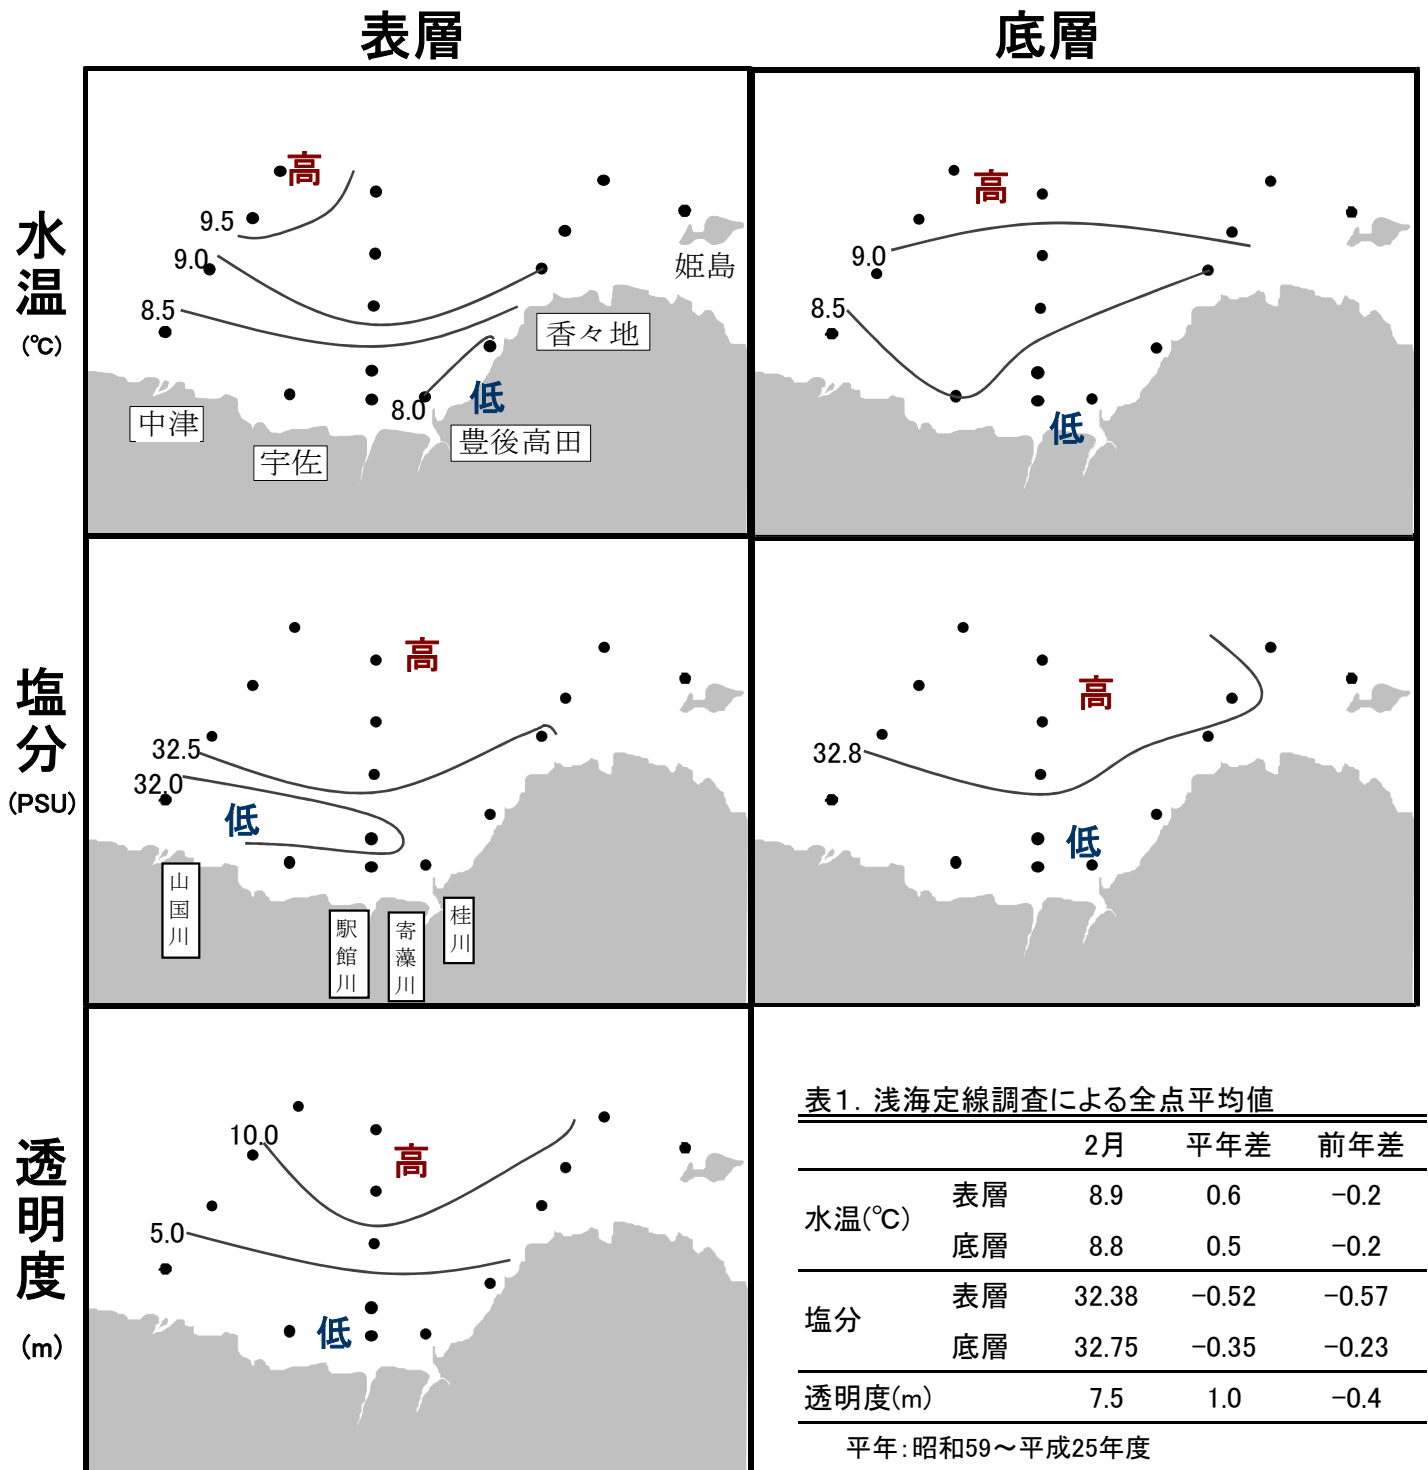 表層
底層
水温
(℃)
高
9.5
9.0
8.5
8.0
低
姫島
香々地
豊後高田
中津
宇佐
高
9.0
8.5
低
塩分
(PSU)
高
32.5
32.0
低
山国川
駅館川
寄藻川
桂川
高
32.8
低
透明度
(m)
10.0
高
5.0
低
表1. 浅海定線調査による全点平均値
2月 平年差 前年差
水温(℃) 表層 8.9 0.6 -0.2
底層 8.8 0.5 -0.2
塩分 表層 32.38 -0.52 -0.57
底層 32.75 -0.35 -0.23
透明度(m) 7.5 1.0 -0.4
平年:昭和59～平成25年度